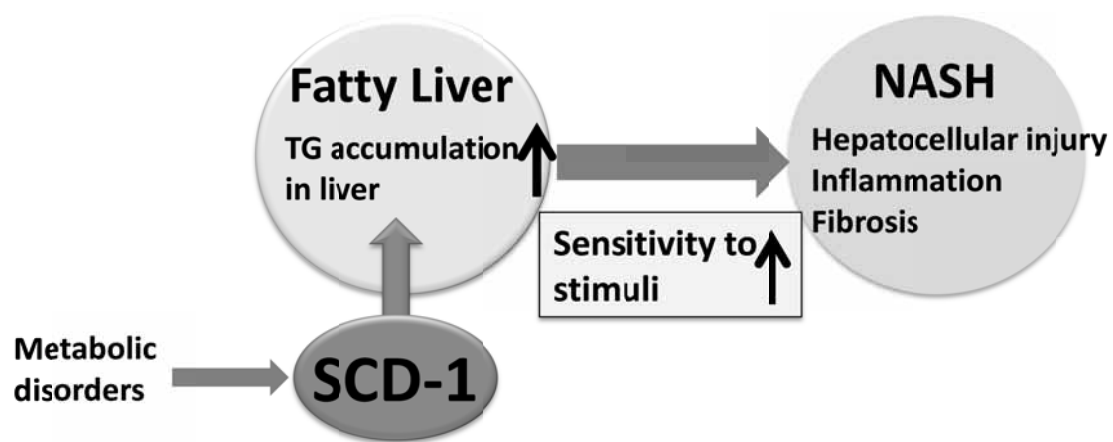 Fatty Liver
TG accumulation
in liver
NASH
Hepatocellular injury
Inflammation
Fibrosis
Sensitivity to
stimuli
Metabolic
disorders
SCD-1